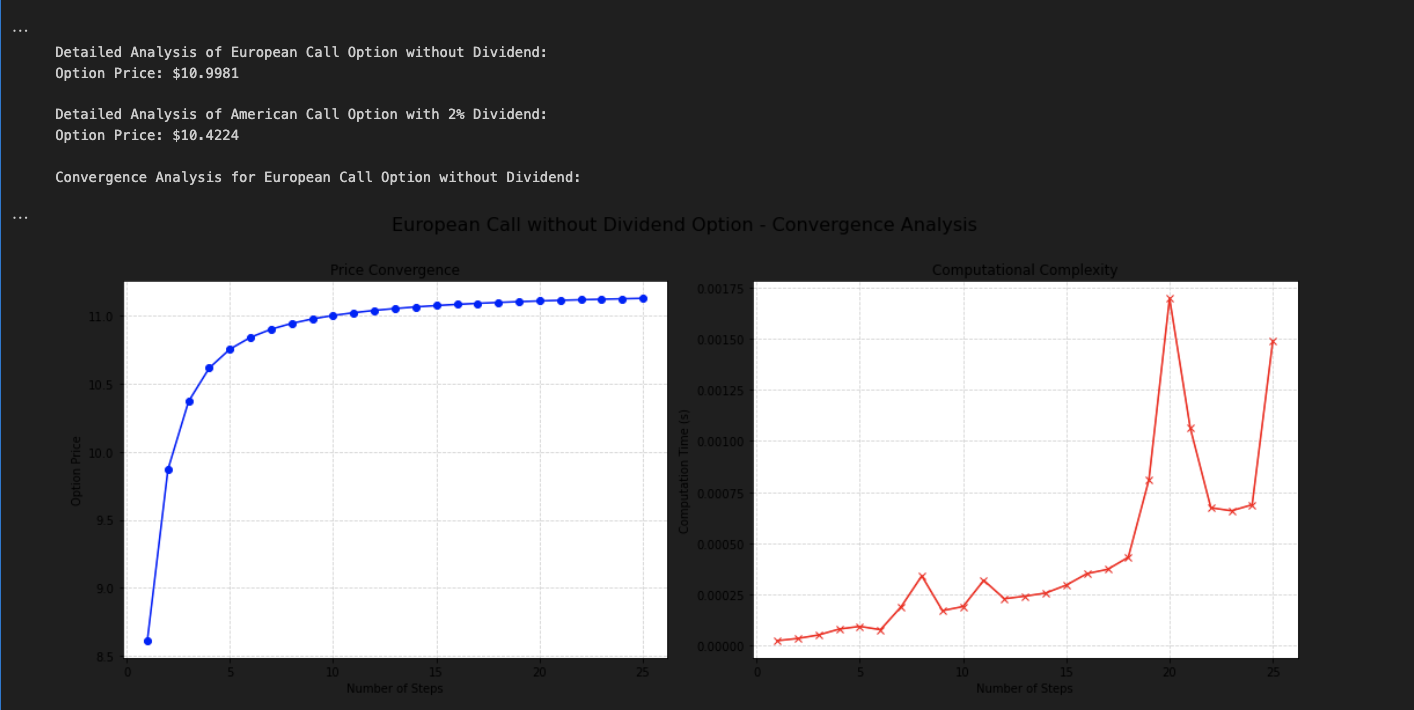 ...
Detailed Analysis of European Call Option without Dividend:
Option Price: $10.9981
Detailed Analysis of American Call Option with 2% Dividend:
Option Price: $10.4224
Convergence Analysis for European Call Option without Dividend:
...
European Call without Dividend Option - Convergence Analysis
Price Convergence
Option Price
11.0
10.5
10.0
9.5
9.0
8.5
0 5 10 15 20 25
Number of Steps
Computational Complexity
Computation Time (s)
0.00175
0.00150
0.00125
0.00100
0.00075
0.00050
0.00025
0.00000
0 5 10 15 20 25
Number of Steps